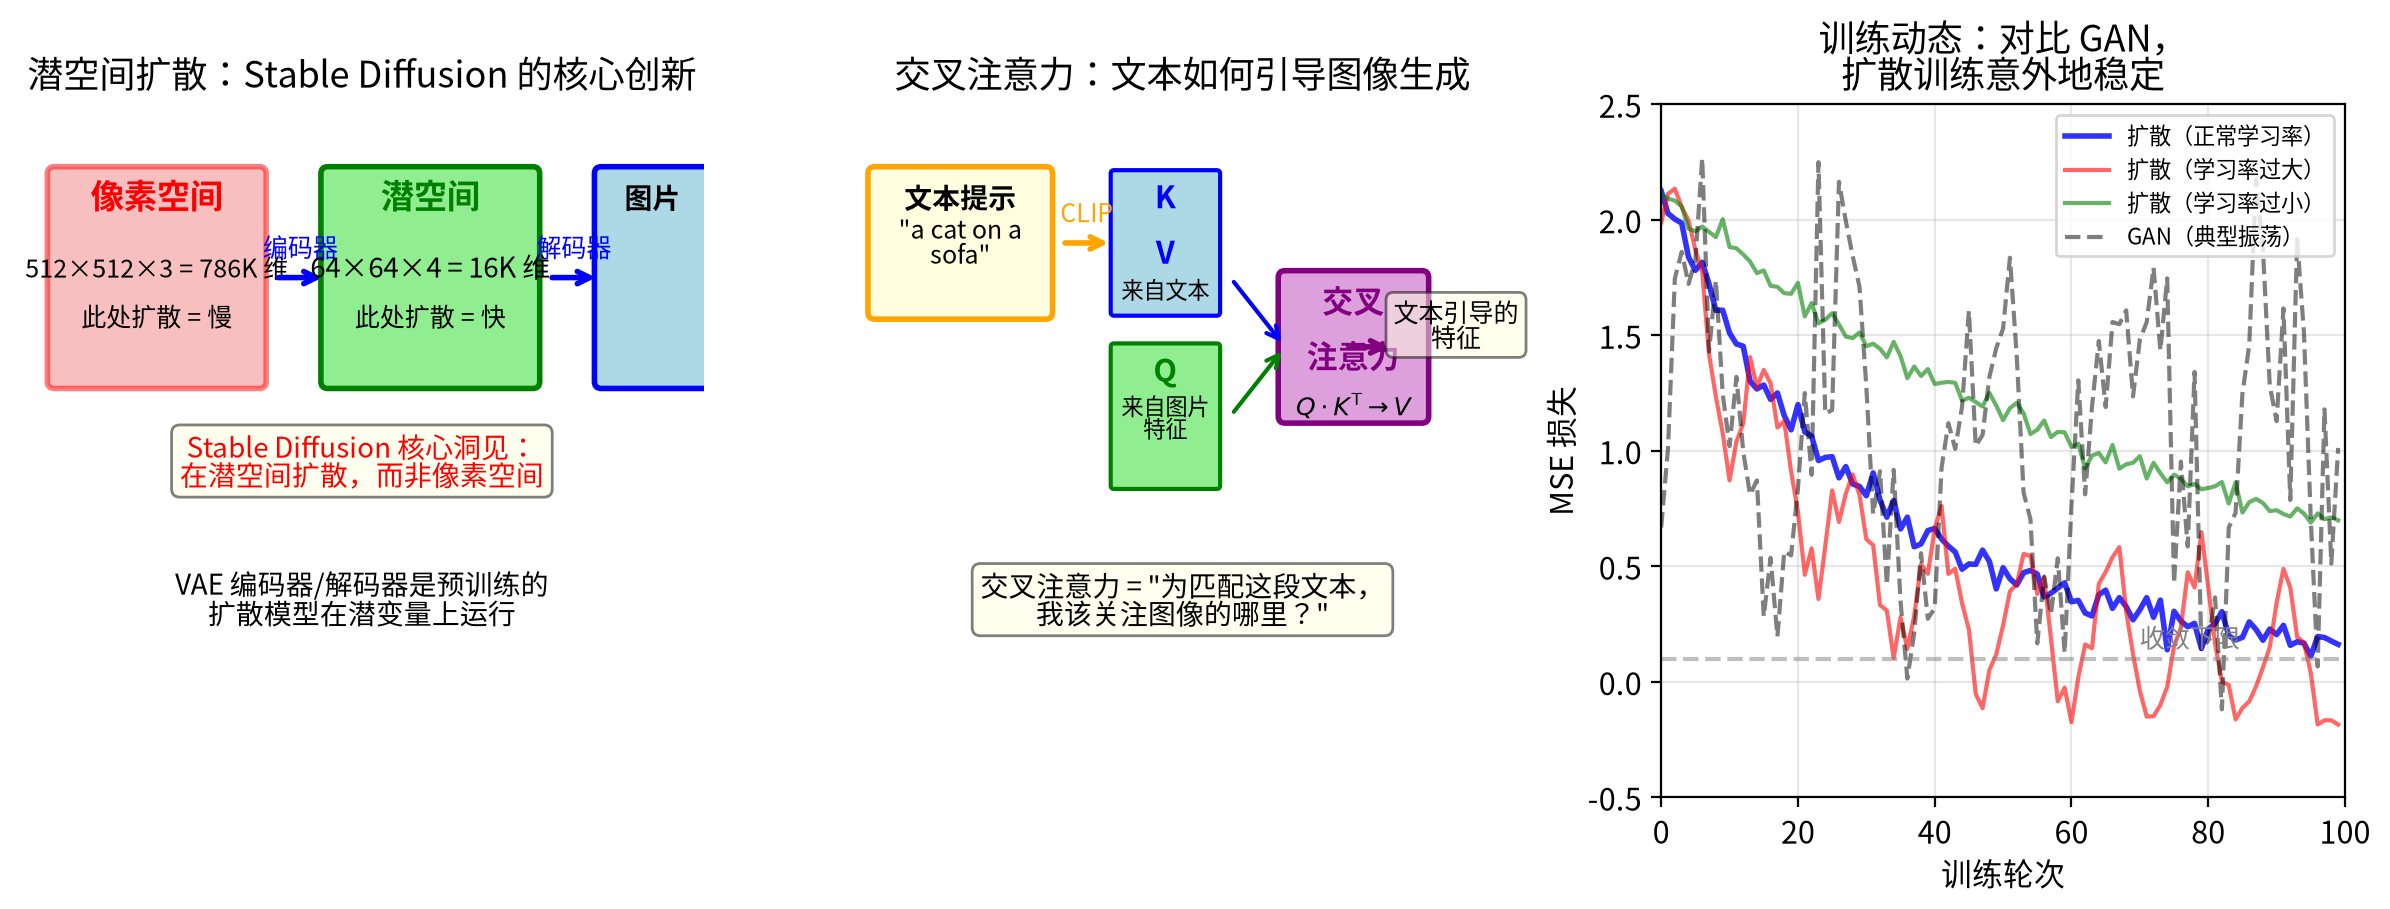 潜空间扩散：Stable Diffusion 的核心创新
像素空间
512×512×3 = 786K 维
此处扩散 = 慢
编码器
潜空间
64×64×4 = 16K 维
此处扩散 = 快
解码器
图片
Stable Diffusion 核心洞见：
在潜空间扩散，而非像素空间
VAE 编码器/解码器是预训练的
扩散模型在潜变量上运行
交叉注意力：文本如何引导图像生成
文本提示
"a cat on a
sofa"
CLIP
K
V
来自文本
Q
来自图片
特征
交叉
注意力
Q · K^T → V
文本引导的
特征
交叉注意力 = "为匹配这段文本，
我该关注图像的哪里？"
训练动态：对比 GAN，
扩散训练意外地稳定
扩散（正常学习率）
扩散（学习率过大）
扩散（学习率过小）
GAN（典型振荡）
收敛下限
MSE 损失
2.5
2.0
1.5
1.0
0.5
0.0
-0.5
0
20
40
60
80
100
训练轮次